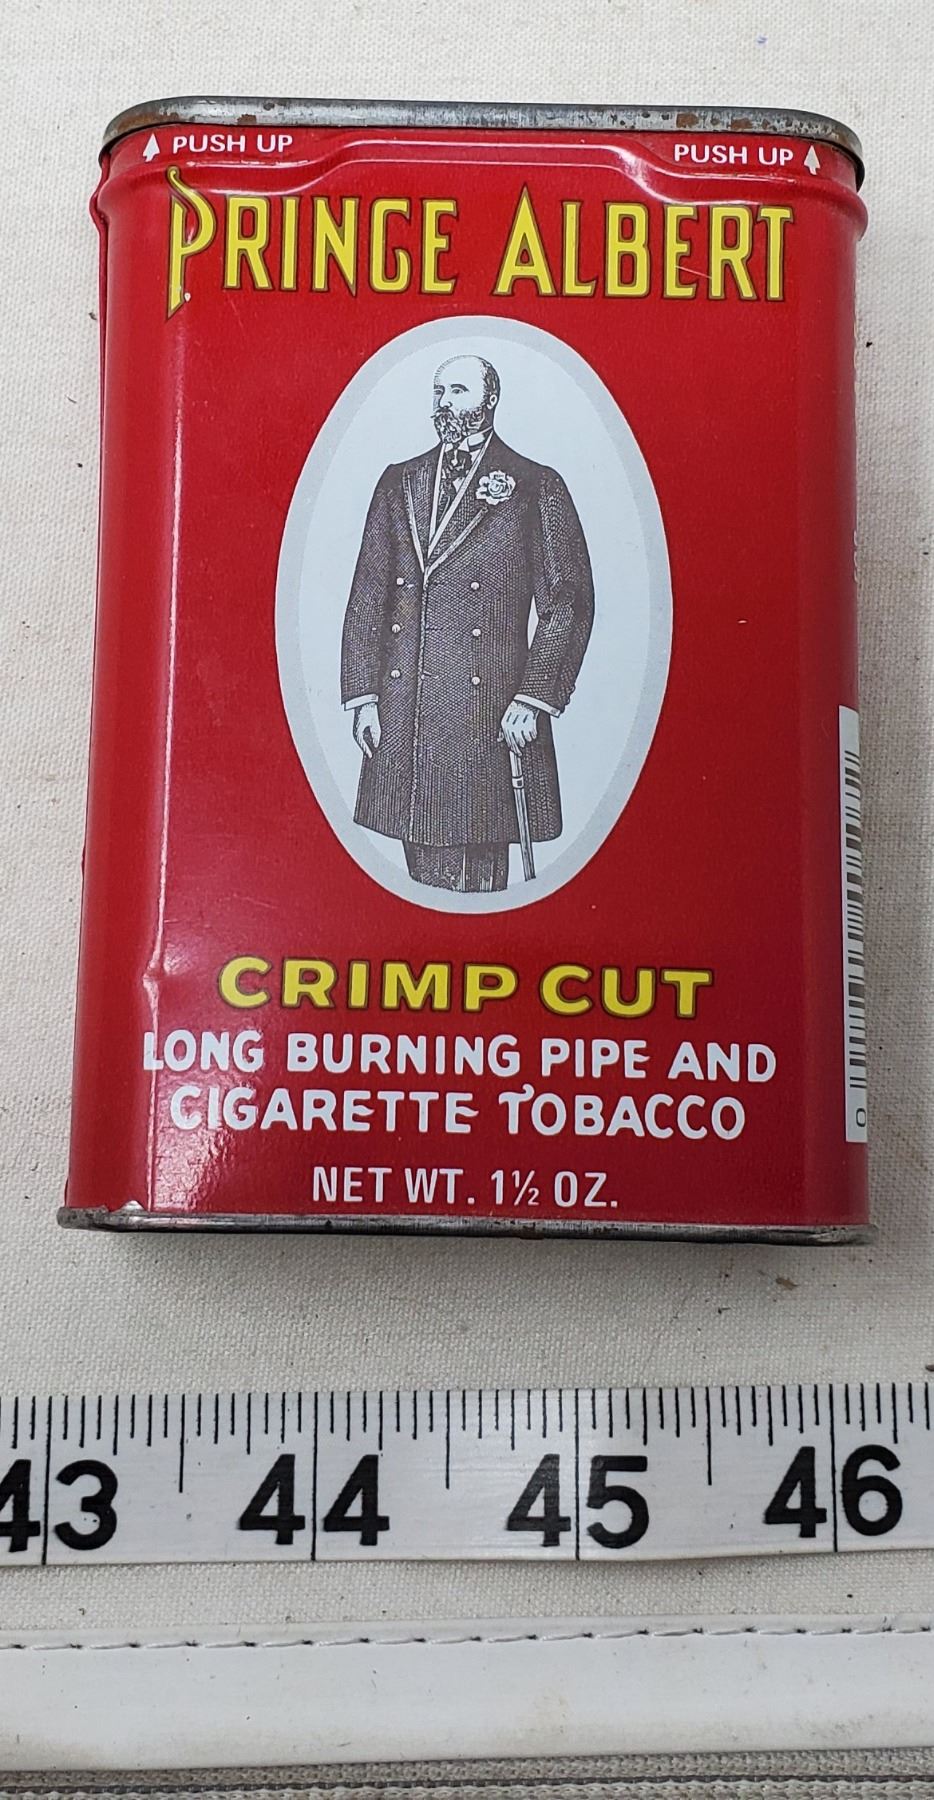 PUSH UP PUSH UP
PRINCE ALBERT
CRIMP CUT
LONG BURNING PIPE AND
CIGARETTE TOBACCO
NET WT. 1½ OZ.
0
43 44 45 46